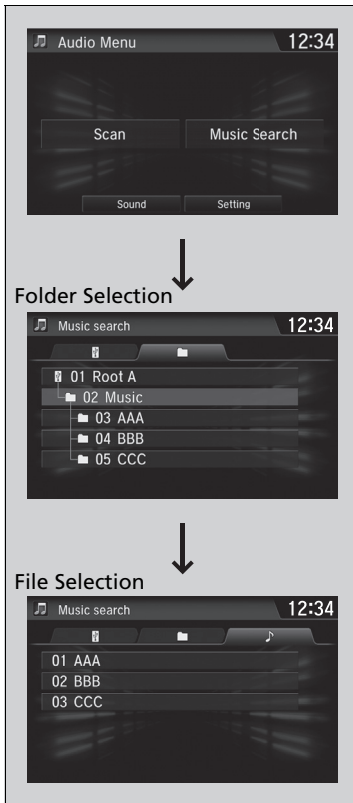 Audio Menu 12:34
Scan Music Search
Sound Setting
Folder Selection
Music search 12:34
01 Root A
02 Music
03 AAA
04 BBB
05 CCC
File Selection
Music search 12:34
01 AAA
02 BBB
03 CCC